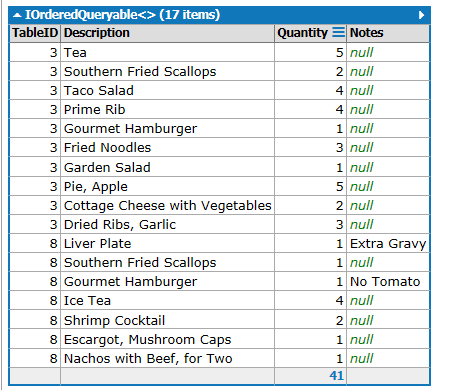 IOrderedQueryable<> (17 items)
TableID Description Quantity Notes
3 Tea 5 null
3 Southern Fried Scallops 2 null
3 Taco Salad 4 null
3 Prime Rib 4 null
3 Gourmet Hamburger 1 null
3 Fried Noodles 3 null
3 Garden Salad 1 null
3 Pie, Apple 5 null
3 Cottage Cheese with Vegetables 2 null
3 Dried Ribs, Garlic 3 null
8 Liver Plate 1 Extra Gravy
8 Southern Fried Scallops 1 null
8 Gourmet Hamburger 1 No Tomato
8 Ice Tea 4 null
8 Shrimp Cocktail 2 null
8 Escargot, Mushroom Caps 1 null
8 Nachos with Beef, for Two 1 null
41